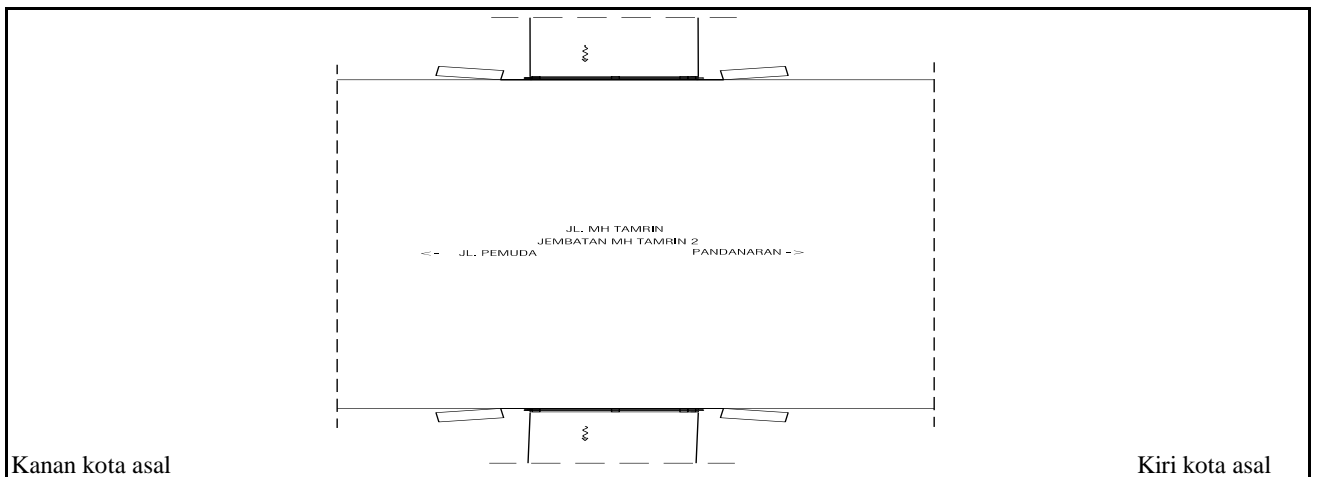 JL. MH TAMRIN
JEMBATAN MH TAMRIN 2
<- JL. PEMUDA PANDANARAN ->
Kanan kota asal Kiri kota asal